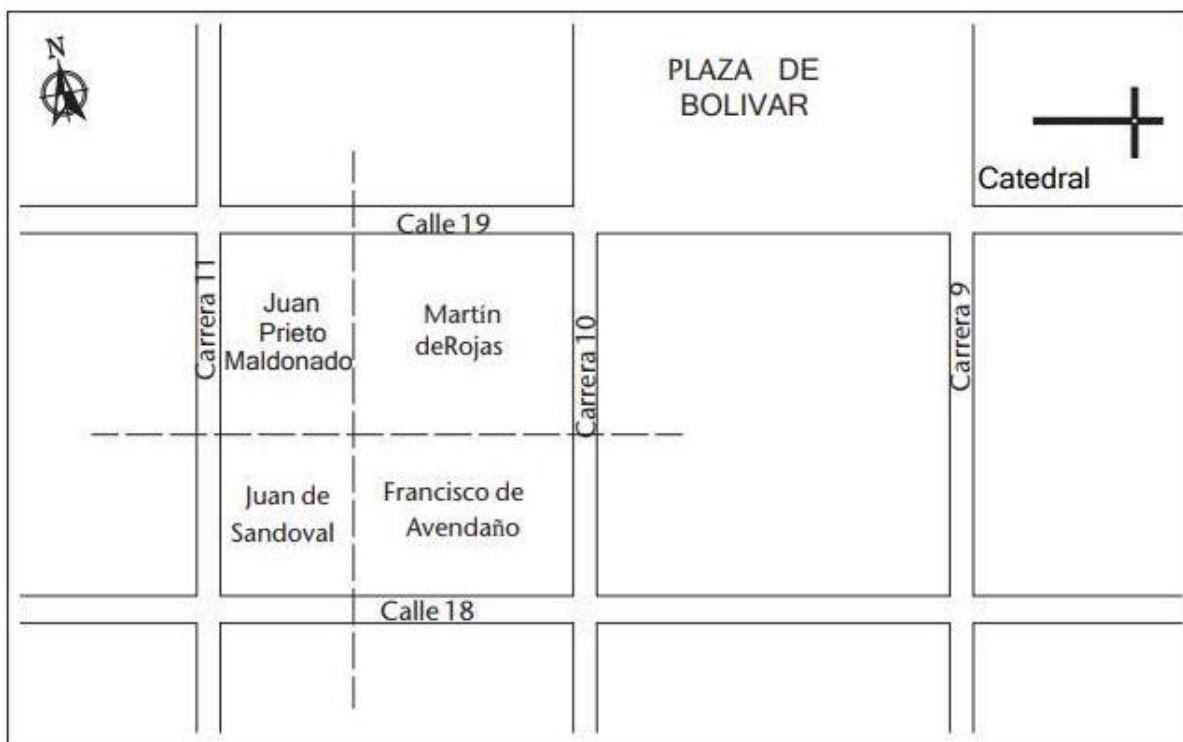 N
PLAZA DE
BOLIVAR
Catedral
Calle 19
Carrera 11
Juan
Prieto
Maldonado
Martín
deRojas
Carrera 10
Carrera 9
Juan de
Sandoval
Francisco de
Avendaño
Calle 18